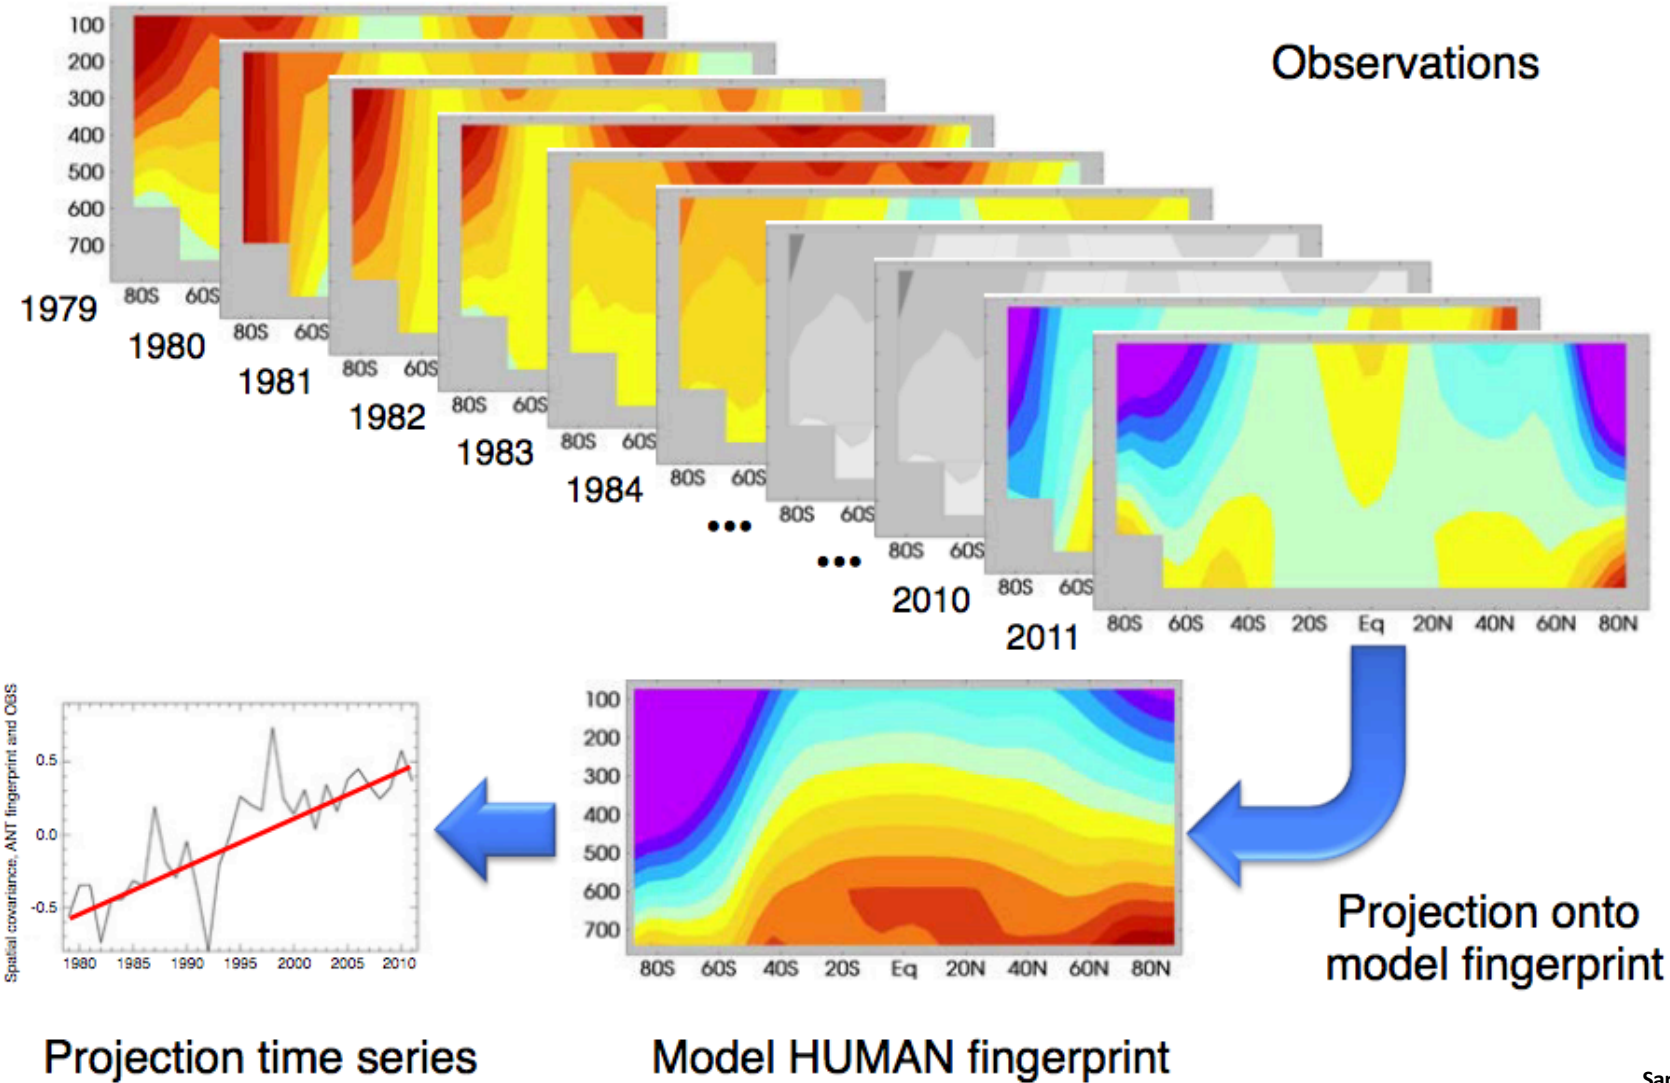 Observations
100
200
300
400
500
600
700
80S 60S
1979
80S 60S
1980
80S 60S
1981
80S 60S
1982
80S 60S
1983
80S 60S
1984
80S 60S
...
80S 60S
...
80S 60S
2010
80S 60S 40S 20S Eq 20N 40N 60N 80N
2011
Spatial covariance, ANT fingerprint and OBS
0.5
0.0
-0.5
1980 1985 1990 1995 2000 2005 2010
100
200
300
400
500
600
700
80S 60S 40S 20S Eq 20N 40N 60N 80N
Projection onto
model fingerprint
Projection time series
Model HUMAN fingerprint